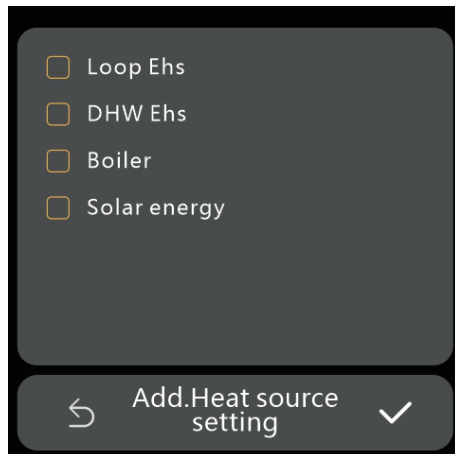 Loop Ehs
DHW Ehs
Boiler
Solar energy
Add.Heat source
setting